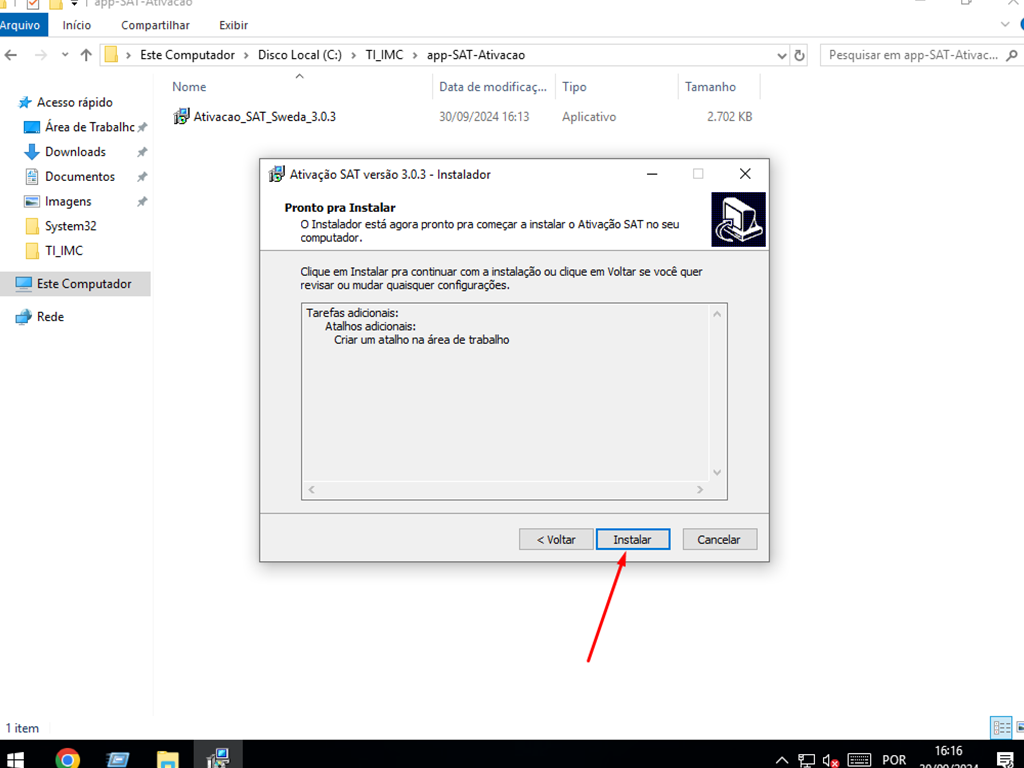 app-SAT-Ativacao
Arquivo Início Compartilhar Exibir
Este Computador Disco Local (C:) TI_IMC app-SAT-Ativacao
Pesquisar em app-SAT-Ativac...
Nome Data de modificaç... Tipo Tamanho
Acesso rápido
Área de Trabalho
Downloads
Documentos
Imagens
System32
TI_IMC
Este Computador
Rede
Ativacao_SAT_Sweda_3.0.3 30/09/2024 16:13 Aplicativo 2.702 KB
Ativação SAT versão 3.0.3 - Instalador
Pronto pra Instalar
O Instalador está agora pronto pra começar a instalar o Ativação SAT no seu
computador.
Clique em Instalar pra continuar com a instalação ou clique em Voltar se você quer
revisar ou mudar quaisquer configurações.
Tarefas adicionais:
Atalhos adicionais:
Criar um atalho na área de trabalho
< Voltar Instalar Cancelar
1 item
POR
16:16
30/09/2024